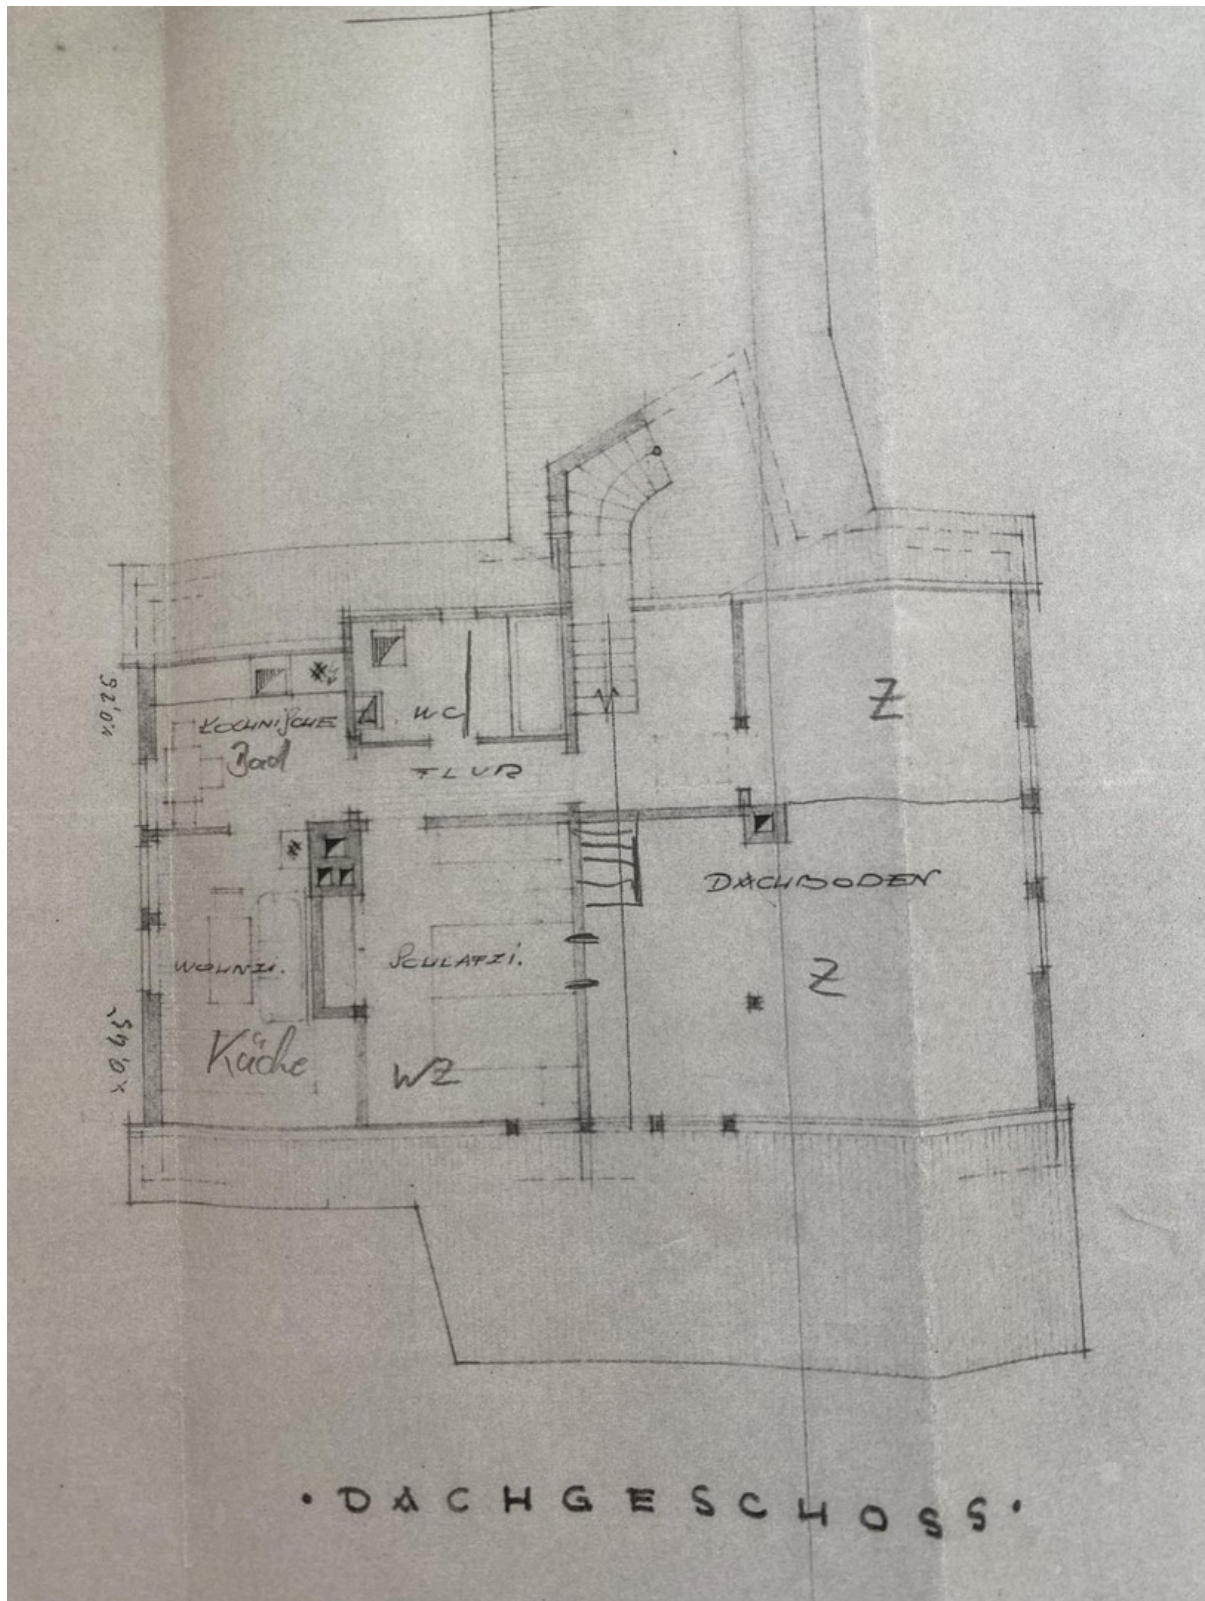 Z
KOCHNISCHE
WC
Bad
FLUR
DACHBODEN
WOHNZI.
SCHLAFZI.
Z
Küche
WZ
• DACHGESCHOSS •